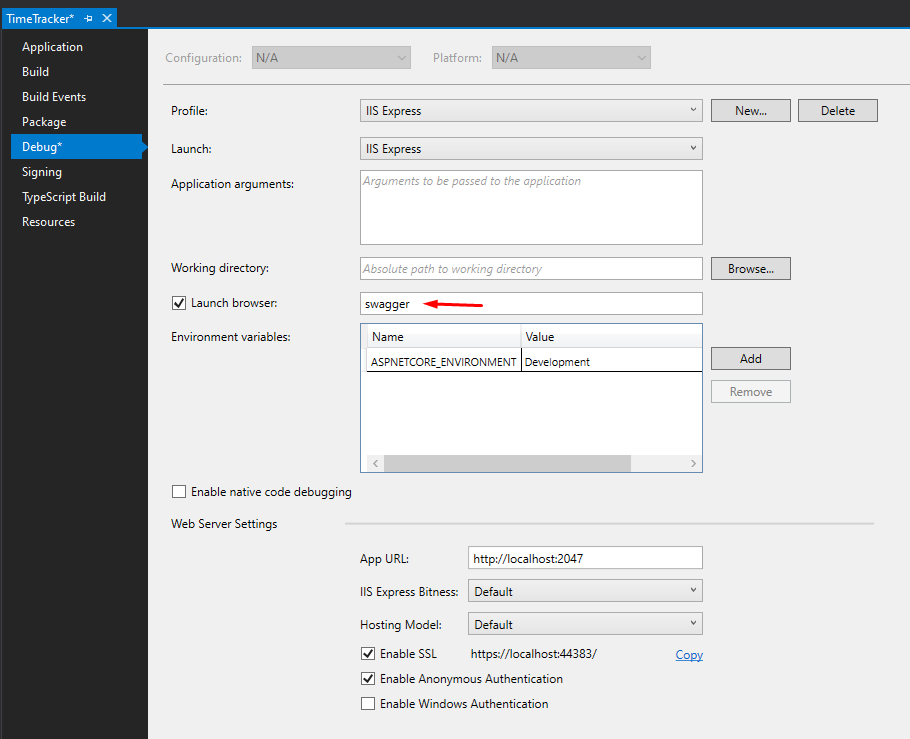 TimeTracker*
Application
Build
Build Events
Package
Debug*
Signing
TypeScript Build
Resources
Configuration: N/A Platform: N/A
Profile: IIS Express New... Delete
Launch: IIS Express
Application arguments: Arguments to be passed to the application
Working directory: Absolute path to working directory Browse...
Launch browser: swagger
Environment variables: Name Value
ASPNETCORE_ENVIRONMENT Development
Add
Remove
Enable native code debugging
Web Server Settings
App URL: http://localhost:2047
IIS Express Bitness: Default
Hosting Model: Default
Enable SSL https://localhost:44383/ Copy
Enable Anonymous Authentication
Enable Windows Authentication